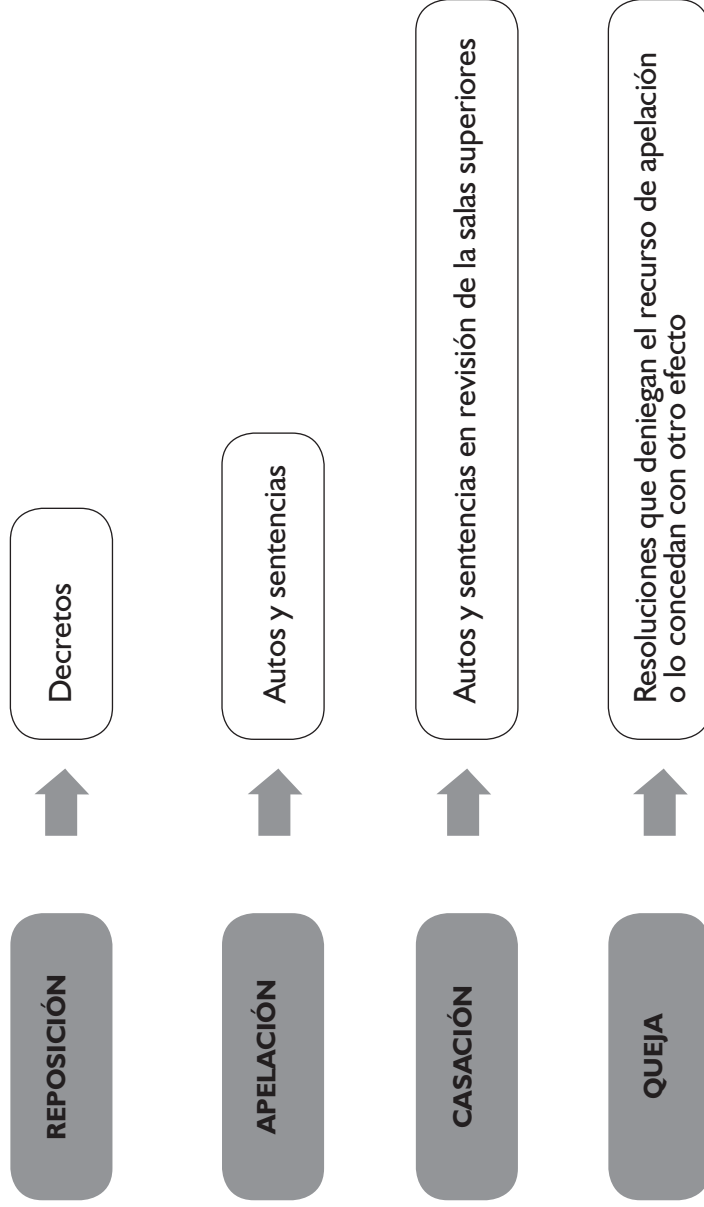 REPOSICIÓN
Decretos
APELACIÓN
Autos y sentencias
CASACIÓN
Autos y sentencias en revisión de la salas superiores
QUEJA
Resoluciones que deniegan el recurso de apelación
o lo concedan con otro efecto